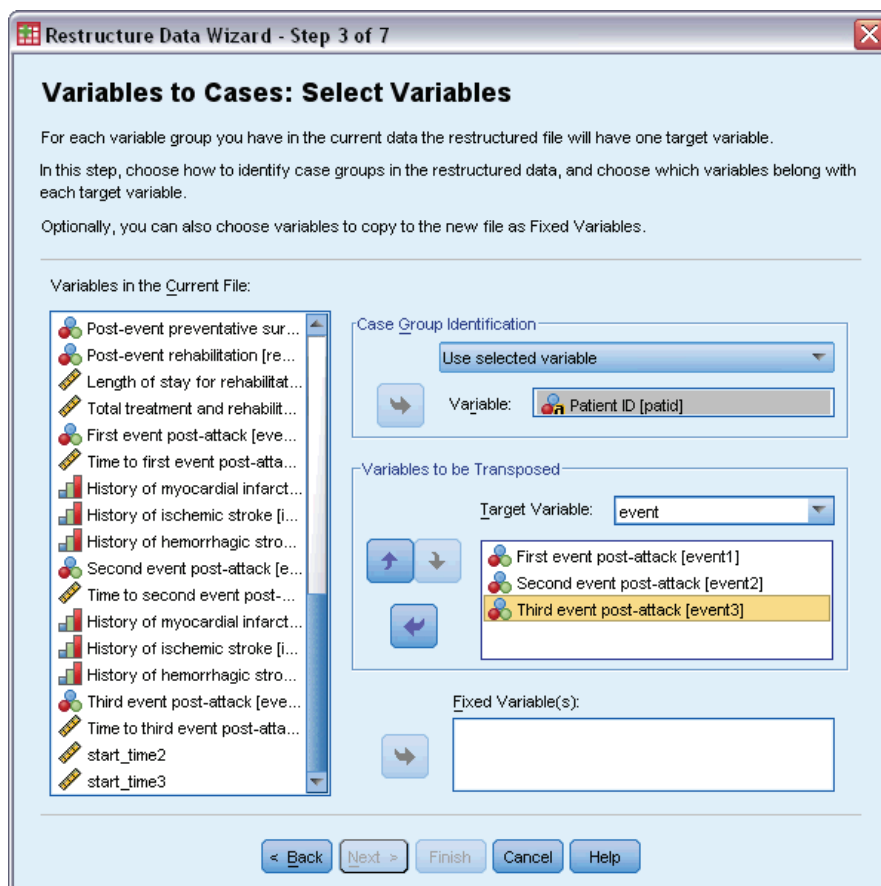 Restructure Data Wizard - Step 3 of 7
Variables to Cases: Select Variables
For each variable group you have in the current data the restructured file will have one target variable.
In this step, choose how to identify case groups in the restructured data, and choose which variables belong with
each target variable.
Optionally, you can also choose variables to copy to the new file as Fixed Variables.
Variables in the Current File:
Post-event preventative sur...
Post-event rehabilitation [re...
Length of stay for rehabilitat...
Total treatment and rehabilit...
First event post-attack [eve...
Time to first event post-atta...
History of myocardial infarct...
History of ischemic stroke [i...
History of hemorrhagic stro...
Second event post-attack [e...
Time to second event post-...
History of myocardial infarct...
History of ischemic stroke [i...
History of hemorrhagic stro...
Third event post-attack [eve...
Time to third event post-atta...
start_time2
start_time3
Case Group Identification
Use selected variable
Variable: Patient ID [patid]
Variables to be Transposed
Target Variable: event
First event post-attack [event1]
Second event post-attack [event2]
Third event post-attack [event3]
Fixed Variable(s):
< Back Next > Finish Cancel Help